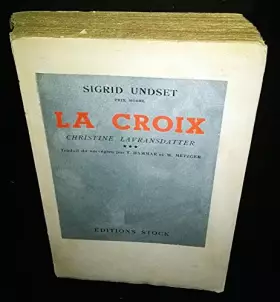 SIGRID UNDSET
PRIX NOBEL
LA CROIX
CHRISTINE LAVRANSDATTER
***
Traduit du norvégien par T. HAMMAR et M. METZGER
EDITIONS STOCK